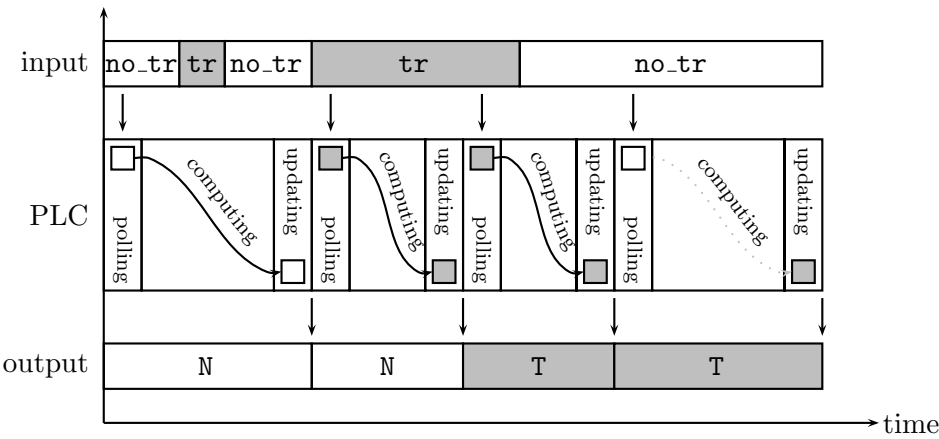 input no_tr tr no_tr tr no_tr
PLC polling computing updating polling computing updating polling computing updating polling computing updating
output N N T T
time